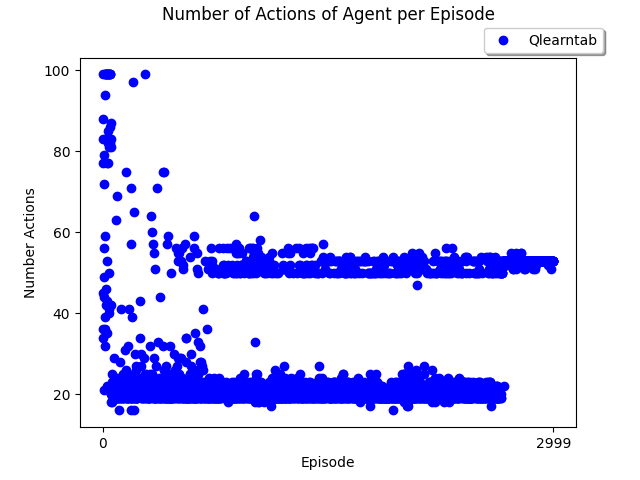 Number of Actions of Agent per Episode
Qlearntab
100
80
60
40
20
Number Actions
0
2999
Episode